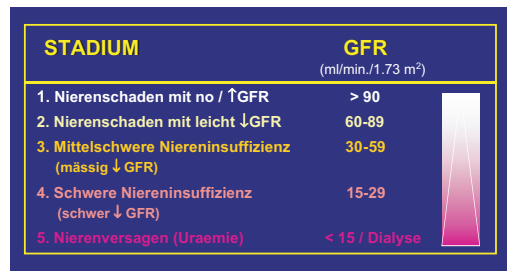 STADIUM GFR
(ml/min./1.73 m²)
1. Nierenschaden mit no / ↑GFR > 90
2. Nierenschaden mit leicht ↓GFR 60-89
3. Mittelschwere Niereninsuffizienz 30-59
(mässig ↓ GFR)
4. Schwere Niereninsuffizienz 15-29
(schwer ↓ GFR)
5. Nierenversagen (Uraemie) < 15 / Dialyse